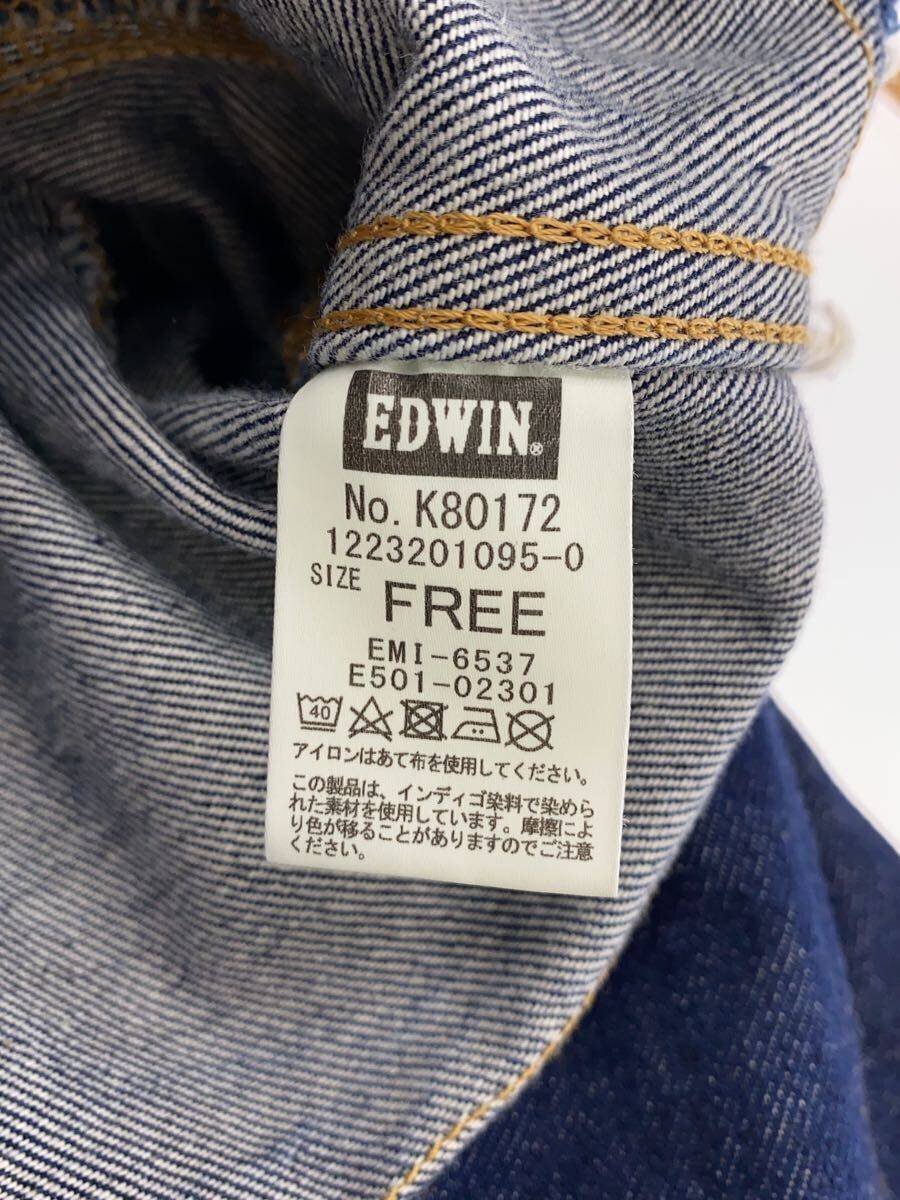 EDWIN®
No. K80172
1223201095-0
SIZE FREE
EMI-6537
E501-02301
40
アイロンはあて布を使用してください。
この製品は、インディゴ染料で染めら
れた素材を使用しています。摩擦によ
り色が移ることがありますのでご注意
ください。